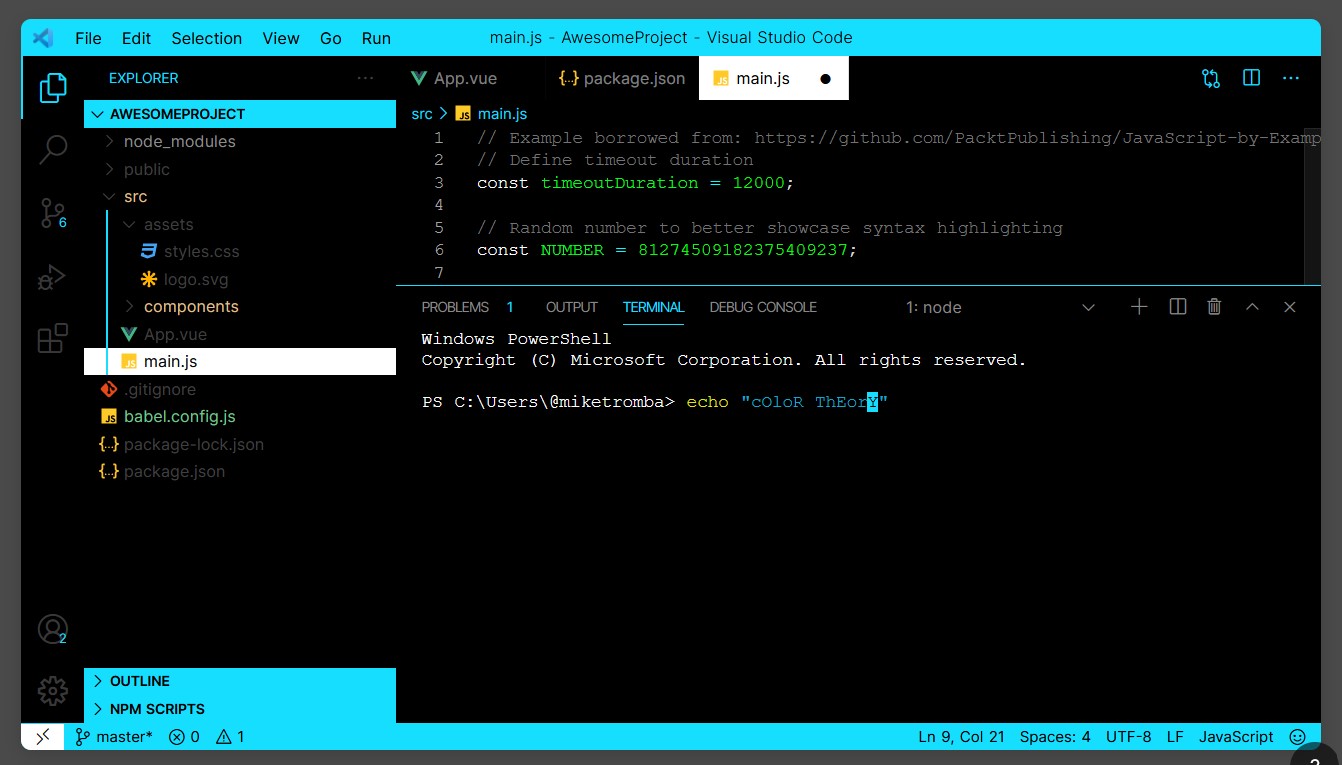 File Edit Selection View Go Run
main.js - AwesomeProject - Visual Studio Code
EXPLORER
AWESOMEPROJECT
node_modules
public
src
assets
styles.css
logo.svg
components
App.vue
JS main.js
.gitignore
JS babel.config.js
{..} package-lock.json
{..} package.json
6
2
OUTLINE
NPM SCRIPTS
App.vue
{..} package.json
JS main.js
src > JS main.js
1 // Example borrowed from: https://github.com/PacktPublishing/JavaScript-by-Examp
2 // Define timeout duration
3 const timeoutDuration = 12000;
4
5 // Random number to better showcase syntax highlighting
6 const NUMBER = 81274509182375409237;
7
PROBLEMS 1 OUTPUT TERMINAL DEBUG CONSOLE 1: node
Windows PowerShell
Copyright (C) Microsoft Corporation. All rights reserved.
PS C:\Users\@miketromba> echo "cOloR ThEorY"
master* 0 1 Ln 9, Col 21 Spaces: 4 UTF-8 LF JavaScript